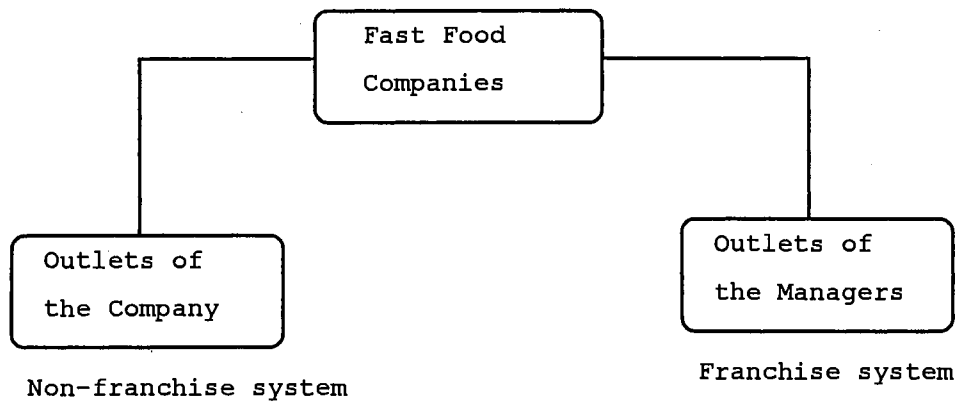 Fast Food
Companies
Outlets of
the Company
Non-franchise system
Outlets of
the Managers
Franchise system